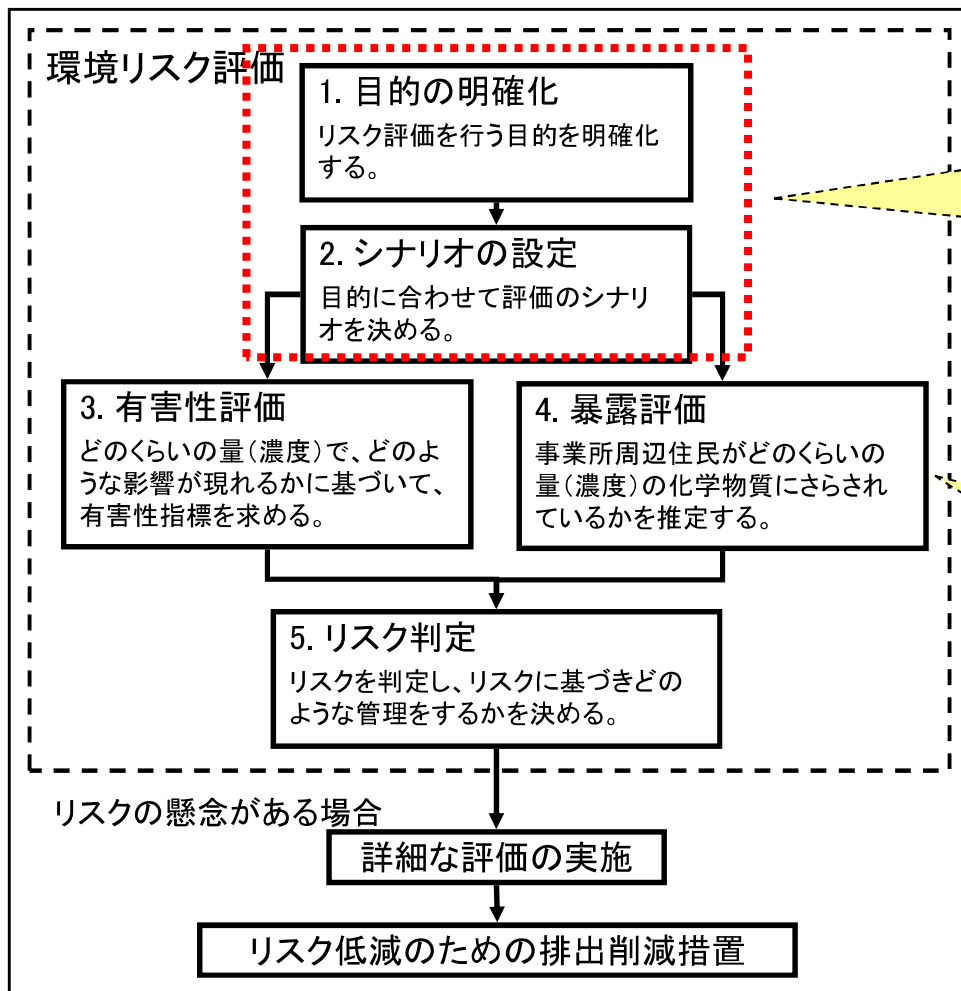 環境リスク評価
1. 目的の明確化
リスク評価を行う目的を明確化
する。
2. シナリオの設定
目的に合わせて評価のシナリ
オを決める。
3. 有害性評価
どのくらいの量(濃度)で、どのよ
うな影響が現れるかに基づいて、
有害性指標を求める。
4. 暴露評価
事業所周辺住民がどのくらいの
量(濃度)の化学物質にさらされ
ているかを推定する。
5. リスク判定
リスクを判定し、リスクに基づきどの
ような管理をするかを決める。
リスクの懸念がある場合
詳細な評価の実施
リスク低減のための排出削減措置